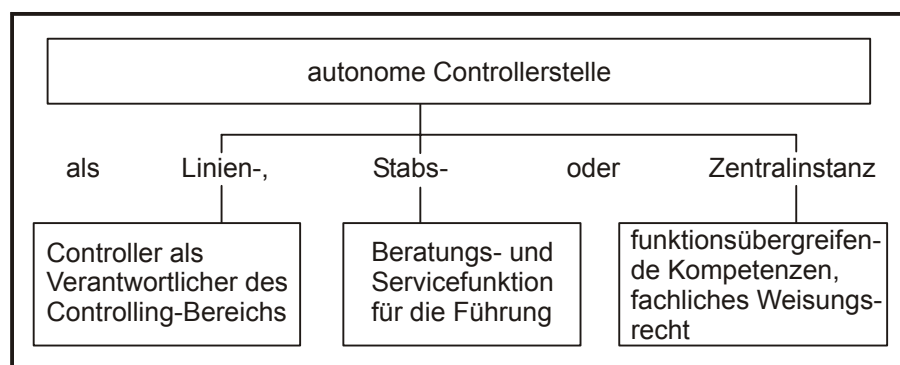 autonome Controllerstelle
als Linien-, Stabs- oder Zentralinstanz
Controller als
Verantwortlicher des
Controlling-Bereichs
Beratungs- und
Servicefunktion
für die Führung
funktionsübergreifen-
de Kompetenzen,
fachliches Weisungs-
recht